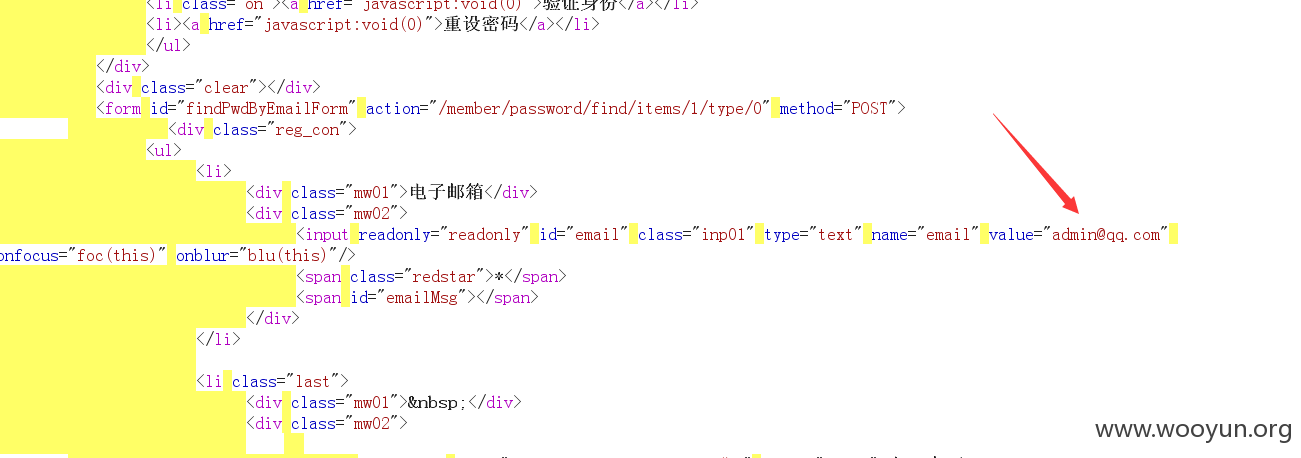 <li class="on"><a href="javascript:void(0)">验证身份</a></li>
<li><a href="javascript:void(0)">重设密码</a></li>
</ul>
</div>
<div class="clear"></div>
<form id="findPwdByEmailForm" action="/member/password/find/items/1/type/0" method="POST">
<div class="reg_con">
<ul>
<li>
<div class="mw01">电子邮箱</div>
<div class="mw02">
<input readonly="readonly" id="email" class="inp01" type="text" name="email" value="admin@qq.com"
onfocus="foc(this)" onblur="blu(this)"/>
<span class="redstar">*</span>
<span id="emailMsg"></span>
</div>
</li>
<li class="last">
<div class="mw01">&nbsp;</div>
<div class="mw02">
www.wooyun.org